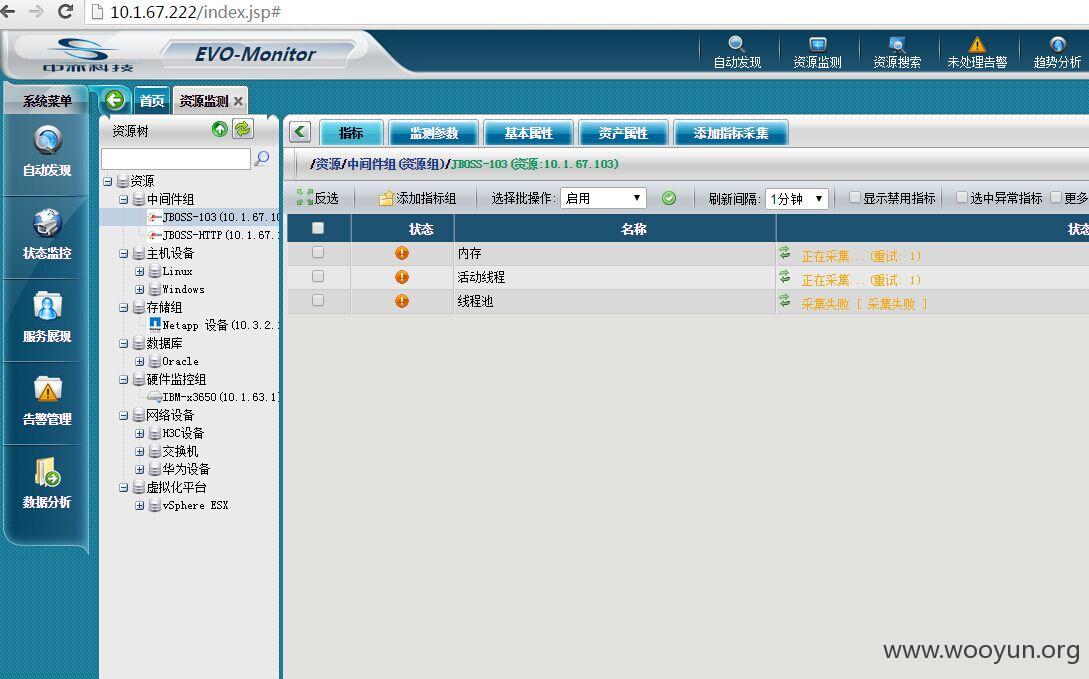 10.1.67.222/index.jsp#
中亦科技
EVO-Monitor
自动发现 资源监测 资源搜索 未处理告警 趋势分析
系统菜单
自动发现
状态监控
服务展现
告警管理
数据分析
首页 资源监测
资源树
资源
中间件组
JBOSS-103(10.1.67.10
JBOSS-HTTP(10.1.67.
主机设备
Linux
Windows
存储组
Netapp 设备(10.3.2.
数据库
Oracle
硬件监控组
IBM-x3650(10.1.63.1
网络设备
H3C设备
交换机
华为设备
虚拟化平台
vSphere ESX
指标 监测参数 基本属性 资产属性 添加指标采集
/资源/中间件组(资源组)/JBOSS-103(资源:10.1.67.103)
反选 添加指标组 选择批操作: 启用 刷新间隔: 1分钟 显示禁用指标 选中异常指标 更多
状态 名称 状态
内存 正在采集...(重试: 1)
活动线程 正在采集...(重试: 1)
线程池 采集失败 [ 采集失败 ]
www.wooyun.org